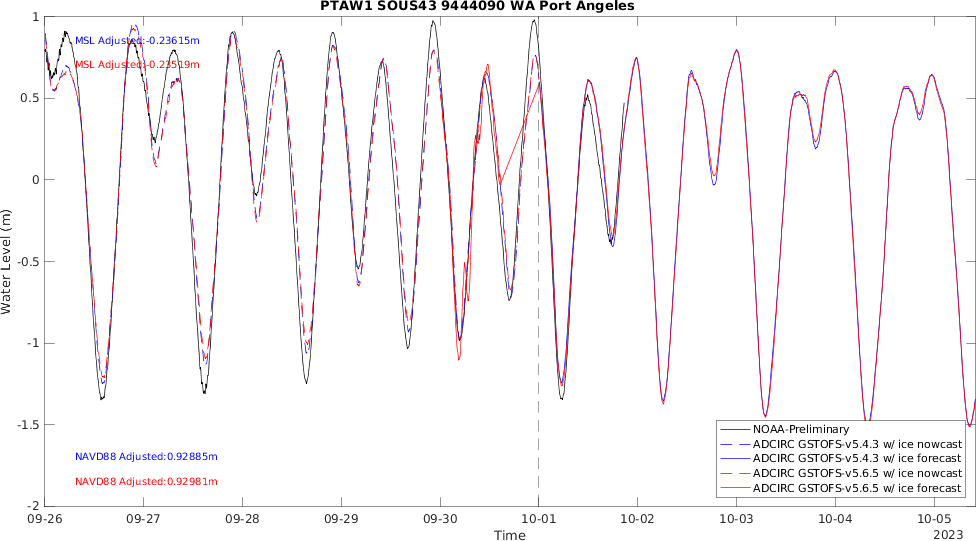 PTAW1 SOUS43 9444090 WA Port Angeles
MSL Adjusted:-0.23615m
MSL Adjusted:-0.23519m
NAVD88 Adjusted:0.92885m
NAVD88 Adjusted:0.92981m
Water Level (m)
1
0.5
0
-0.5
-1
-1.5
-2
NOAA-Preliminary
ADCIRC GSTOFS-v5.4.3 w/ ice nowcast
ADCIRC GSTOFS-v5.4.3 w/ ice forecast
ADCIRC GSTOFS-v5.6.5 w/ ice nowcast
ADCIRC GSTOFS-v5.6.5 w/ ice forecast
09-26 09-27 09-28 09-29 09-30 10-01 10-02 10-03 10-04 10-05
Time
2023